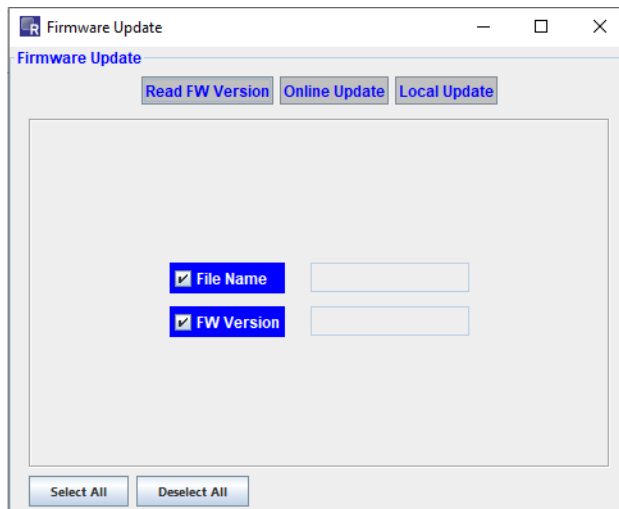 R Firmware Update
Firmware Update
Read FW Version Online Update Local Update
File Name
FW Version
Select All Deselect All